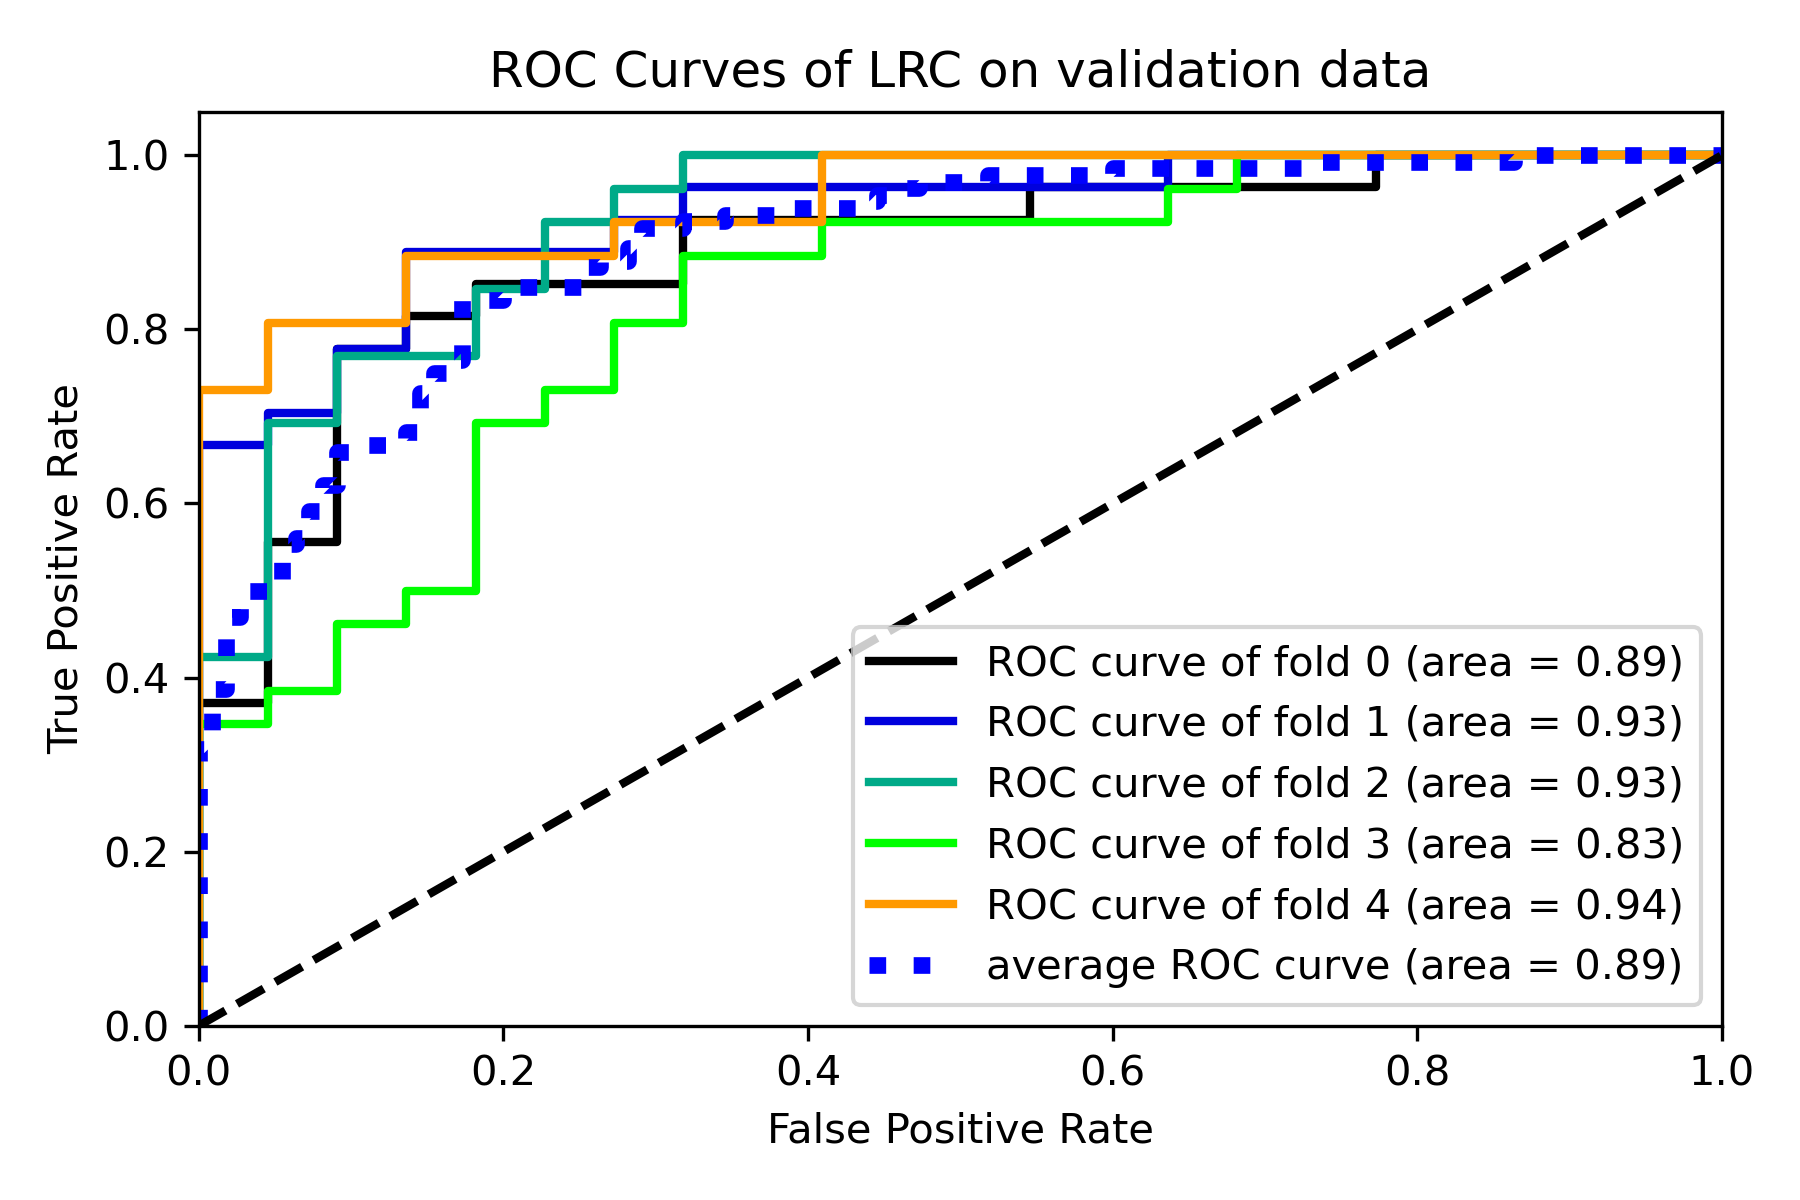 ROC Curves of LRC on validation data
1.0
0.8
0.6
0.4
0.2
0.0
True Positive Rate
0.0 0.2 0.4 0.6 0.8 1.0
False Positive Rate
ROC curve of fold 0 (area = 0.89)
ROC curve of fold 1 (area = 0.93)
ROC curve of fold 2 (area = 0.93)
ROC curve of fold 3 (area = 0.83)
ROC curve of fold 4 (area = 0.94)
average ROC curve (area = 0.89)